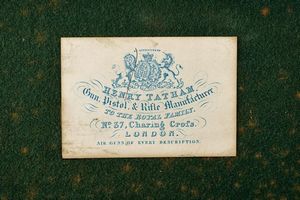 HENRY TATHAM
Gun, Pistol, & Rifle Manufacturer
TO THE ROYAL FAMILY.
No. 37, Charing Cross.
LONDON.
AIR GUNS OF EVERY DESCRIPTION.